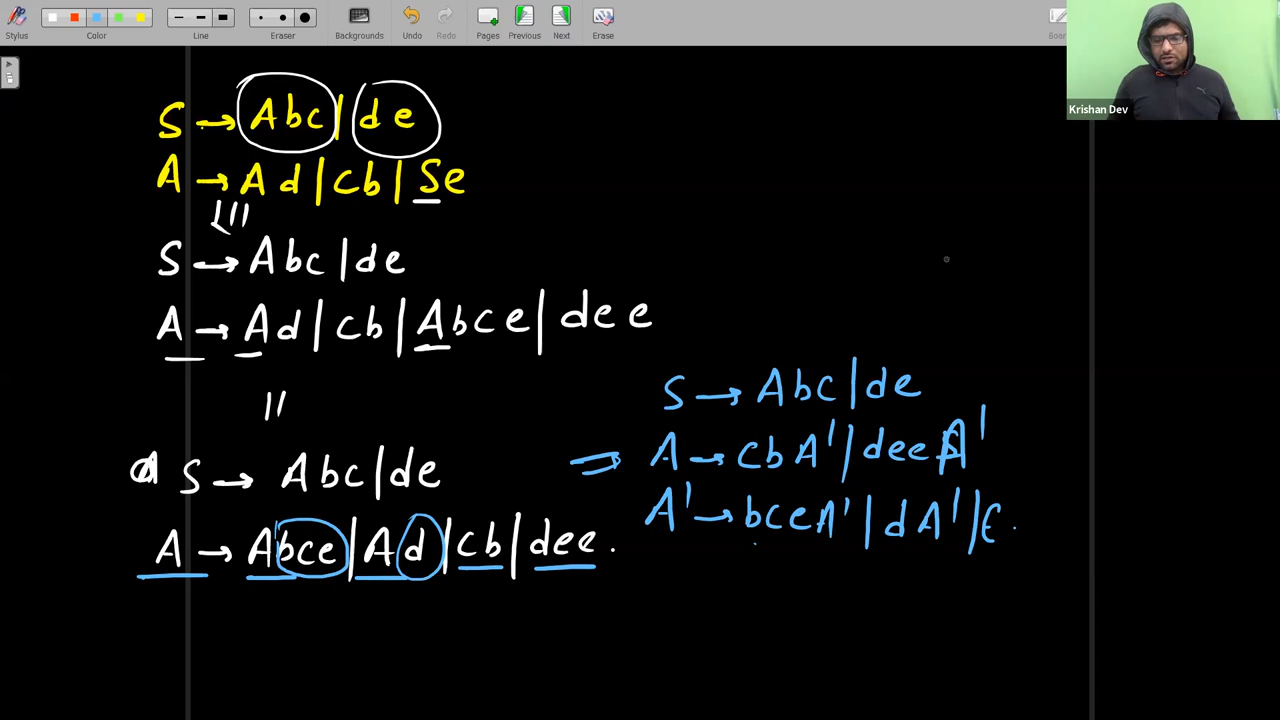 Stylus
Color
Line
Eraser
Backgrounds
Undo
Redo
Pages
Previous
Next
Erase
Boar
Krishan Dev
S → Abc | de
A → Ad | Cb | Se
S → Abc | de
A → Ad | Cb | Abce | dee
S → Abc | de
A → Abce | Ad | Cb | dee.
S → Abc | de
⇒ A → CbA' | deeA'
A' → bceA' | dA' | ϵ.